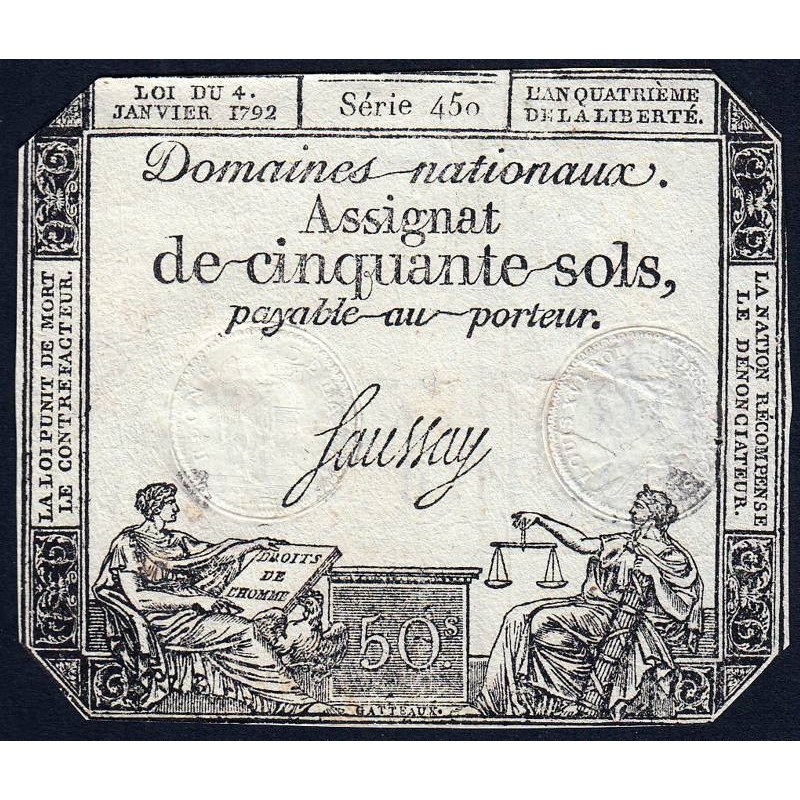 LOI DU 4.
JANVIER 1792
Série 450
L'AN QUATRIÈME
DE LA LIBERTÉ.
Domaines nationaux.
Assignat
de cinquante sols,
payable au porteur.
LA LOI PUNIT DE MORT
LE CONTREFACTEUR.
LA NATION RÉCOMPENSE
LE DÉNONCIATEUR.
Saussay
DROITS
DE
L'HOMME
50.s
GATTEAUX.